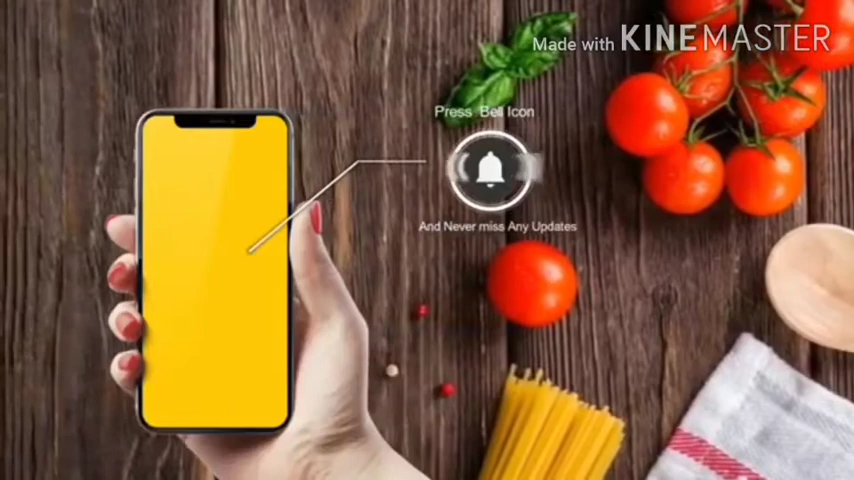 Made with KINEMASTER
Press Bell Icon
And Never miss Any Updates